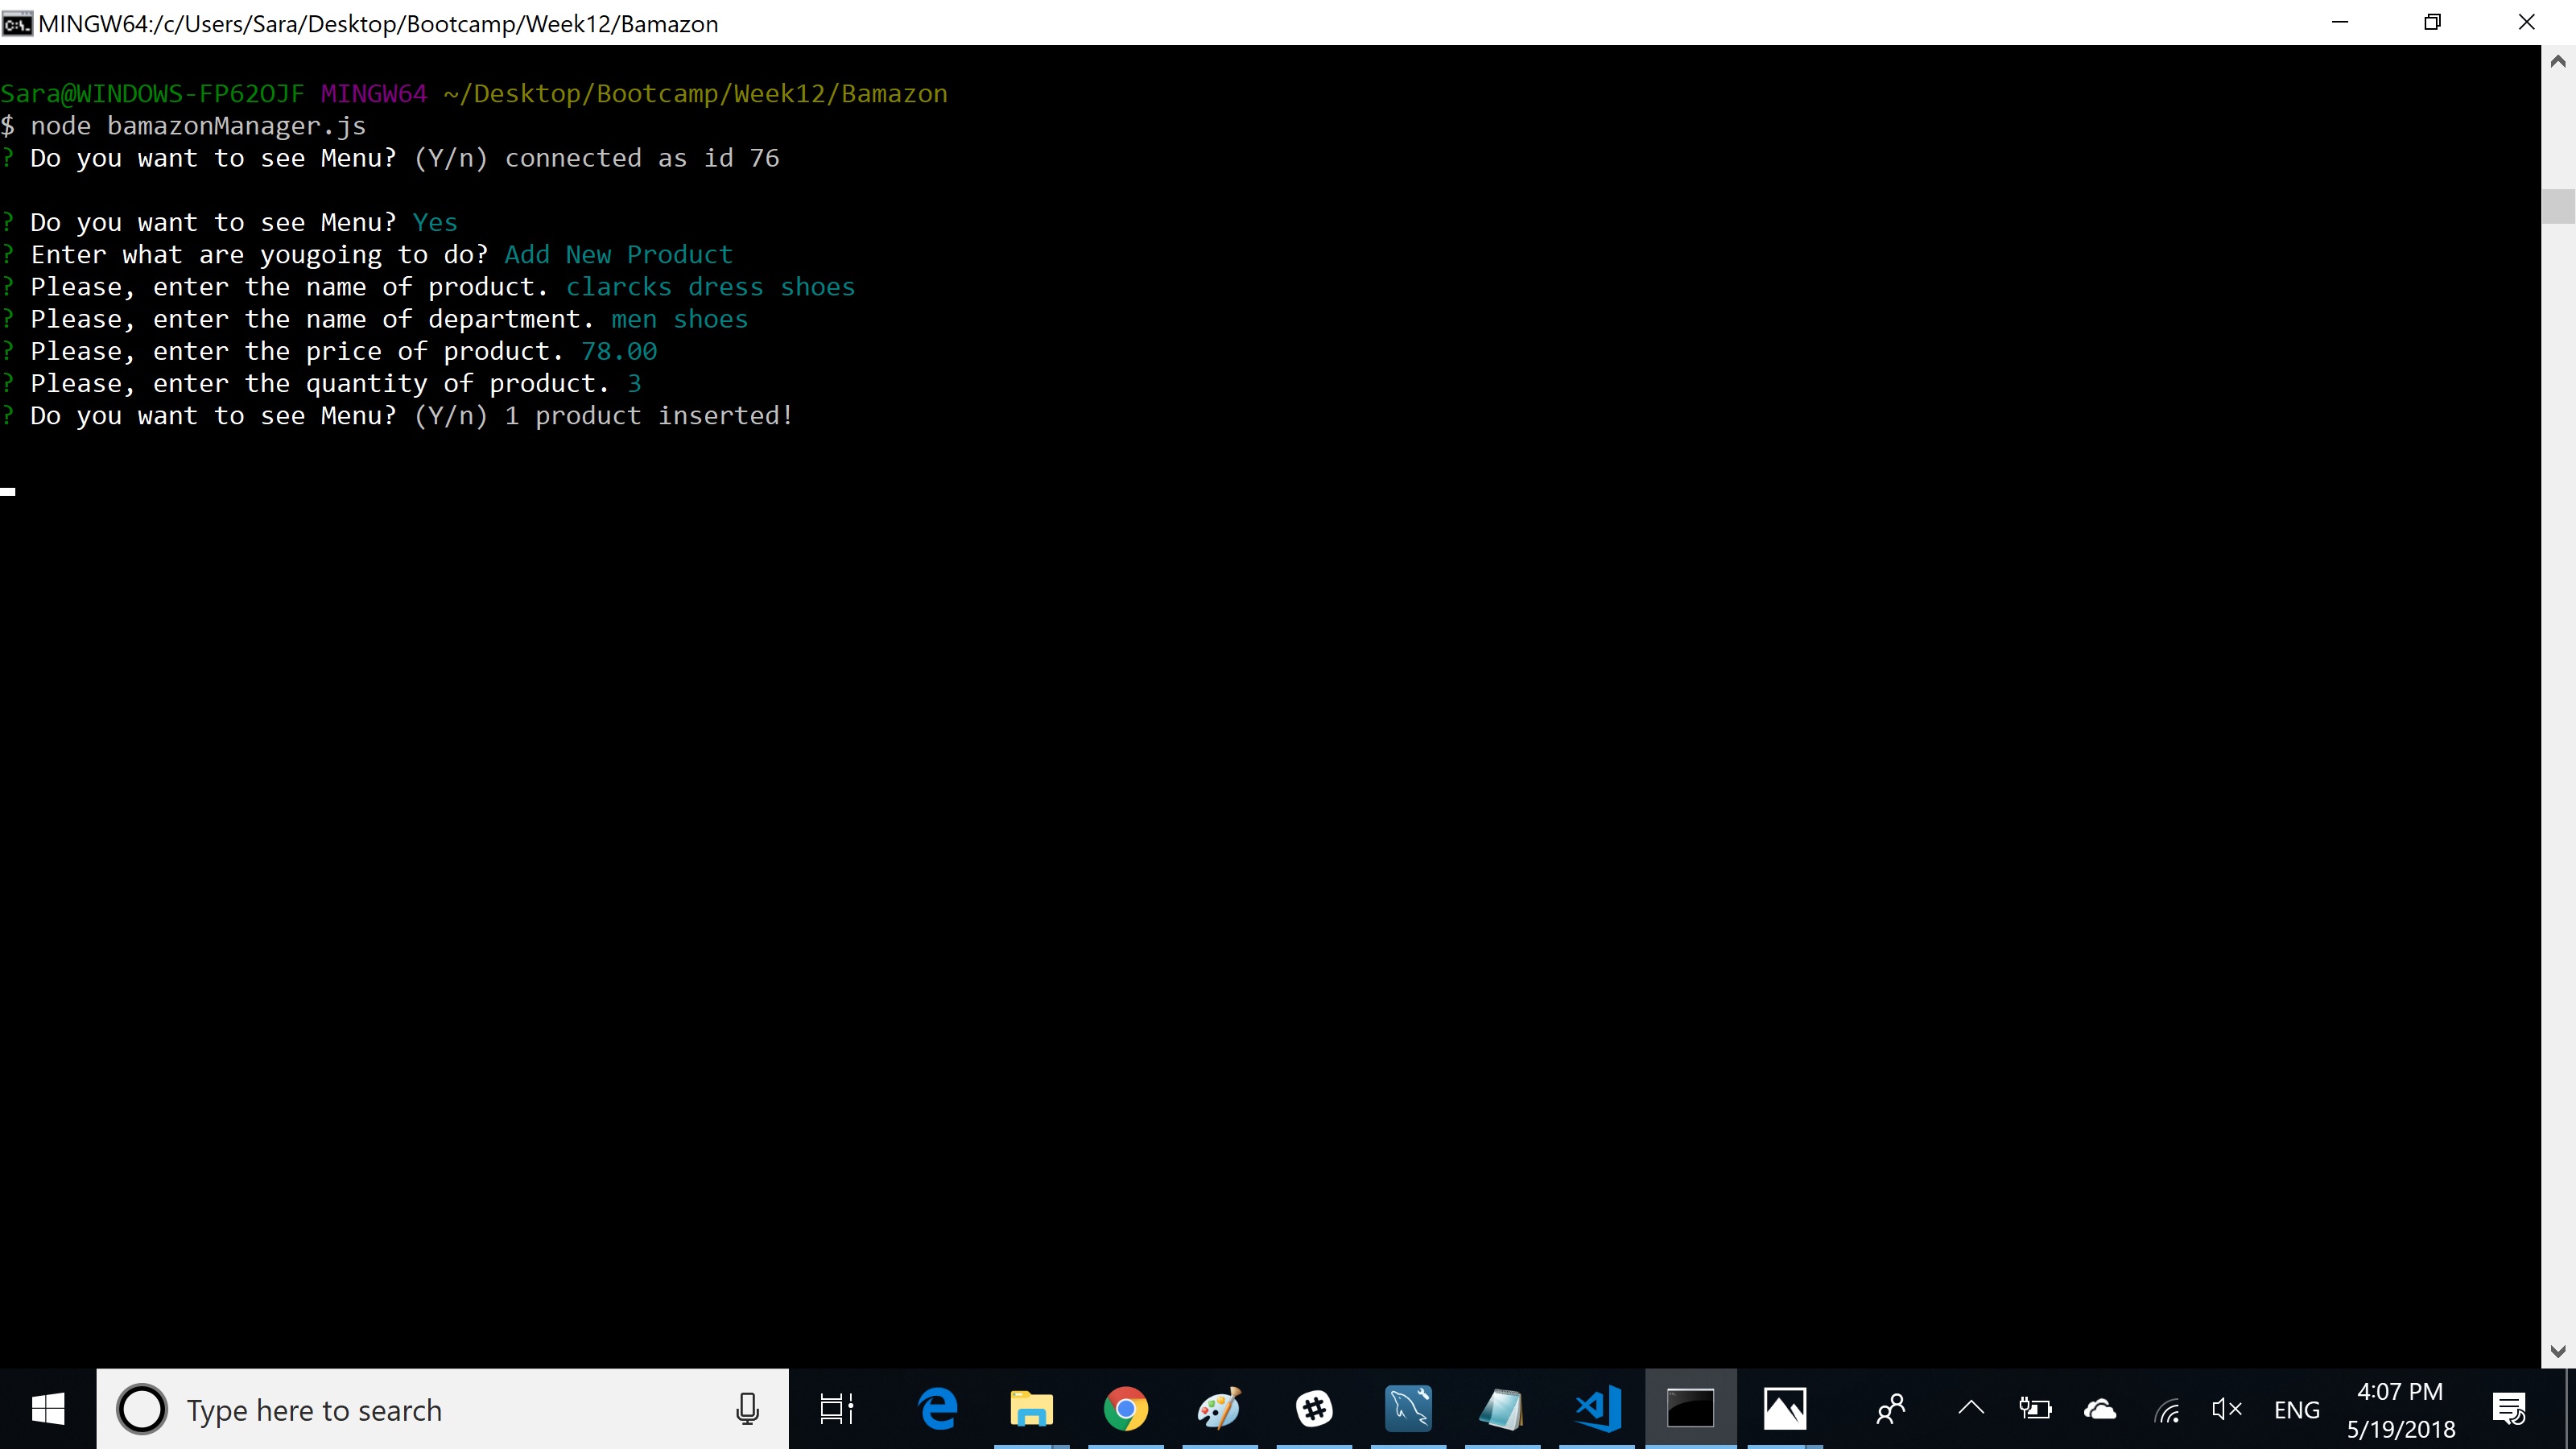 MINGW64:/c/Users/Sara/Desktop/Bootcamp/Week12/Bamazon
Sara@WINDOWS-FP62OJF MINGW64 ~/Desktop/Bootcamp/Week12/Bamazon
$ node bamazonManager.js
? Do you want to see Menu? (Y/n) connected as id 76
? Do you want to see Menu? Yes
? Enter what are yougoing to do? Add New Product
? Please, enter the name of product. clarcks dress shoes
? Please, enter the name of department. men shoes
? Please, enter the price of product. 78.00
? Please, enter the quantity of product. 3
? Do you want to see Menu? (Y/n) 1 product inserted!
Type here to search
ENG
4:07 PM
5/19/2018